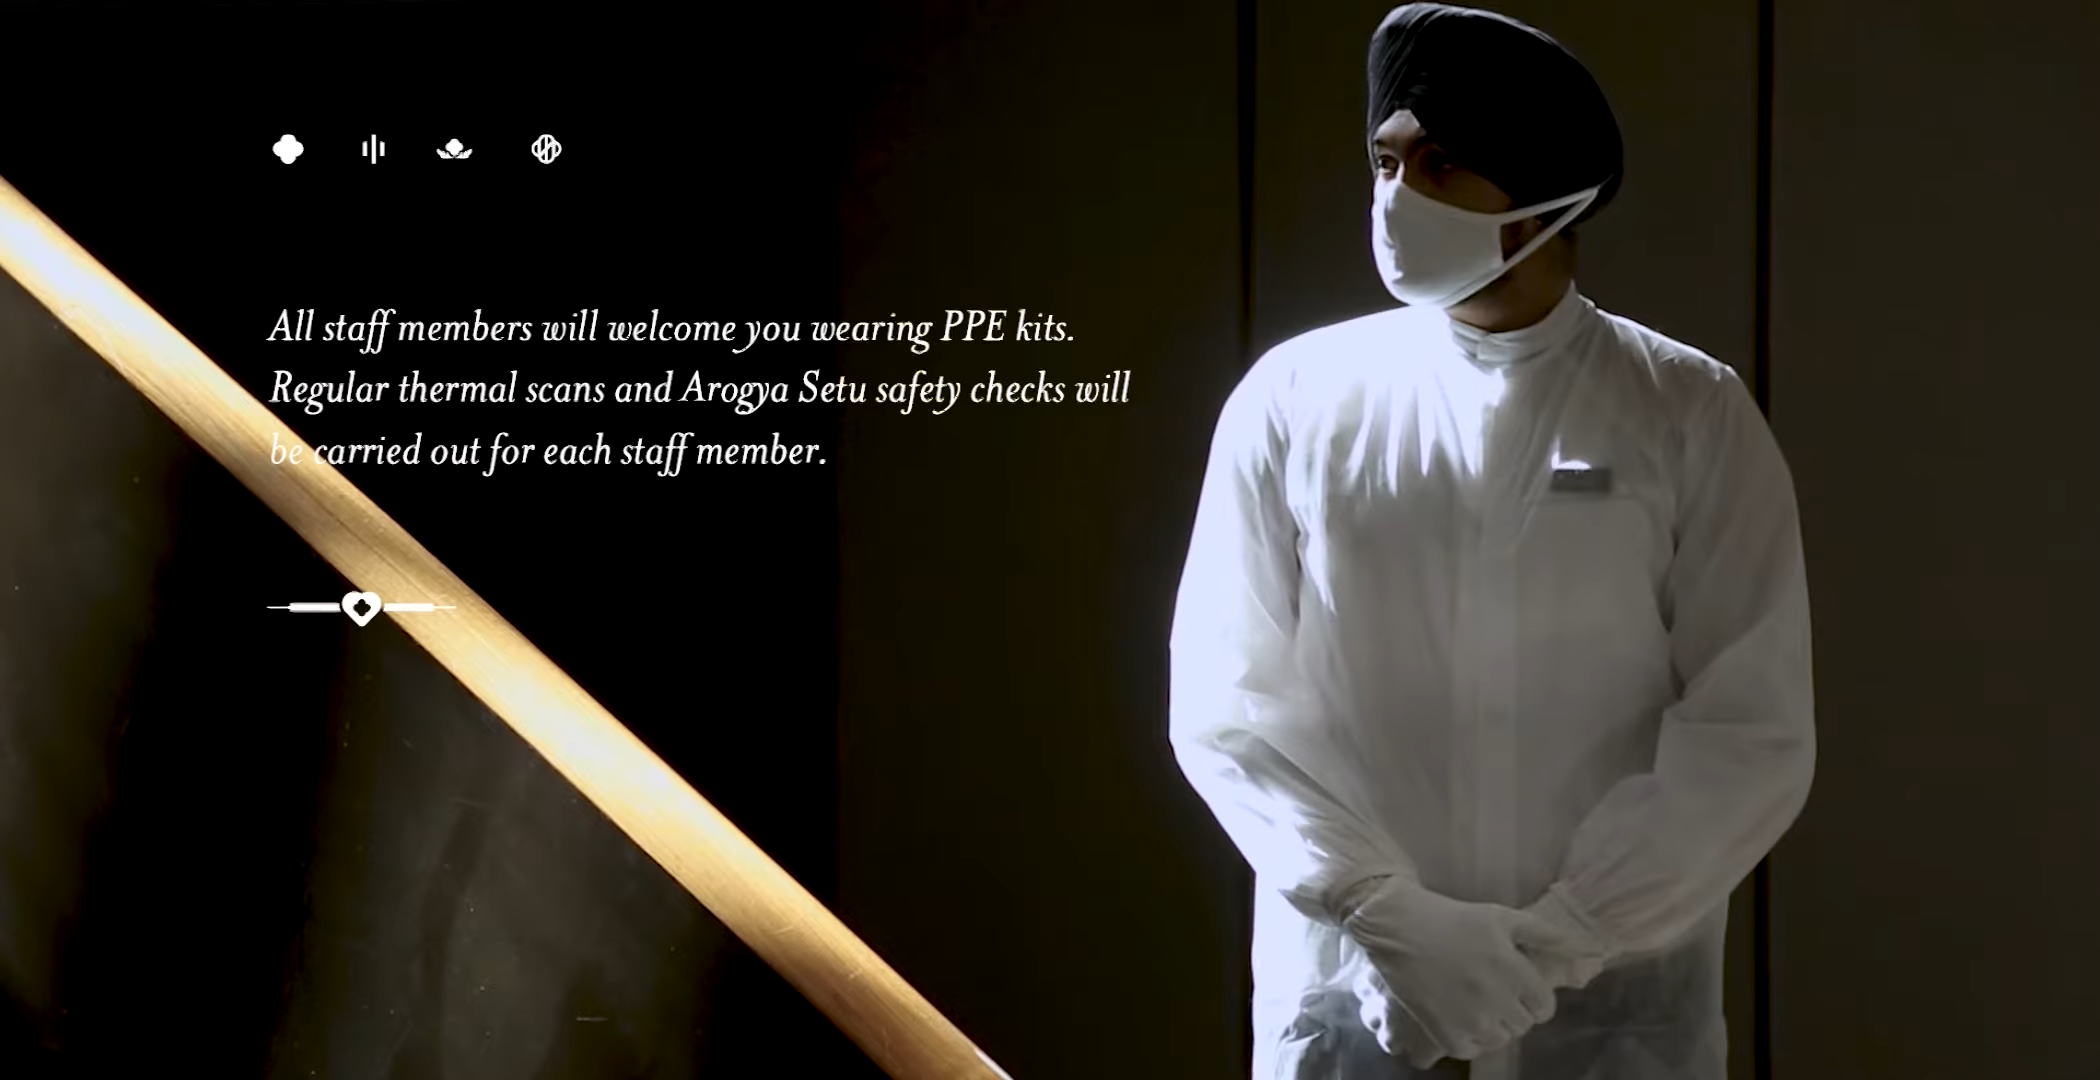 All staff members will welcome you wearing PPE kits.
Regular thermal scans and Arogya Setu safety checks will
be carried out for each staff member.